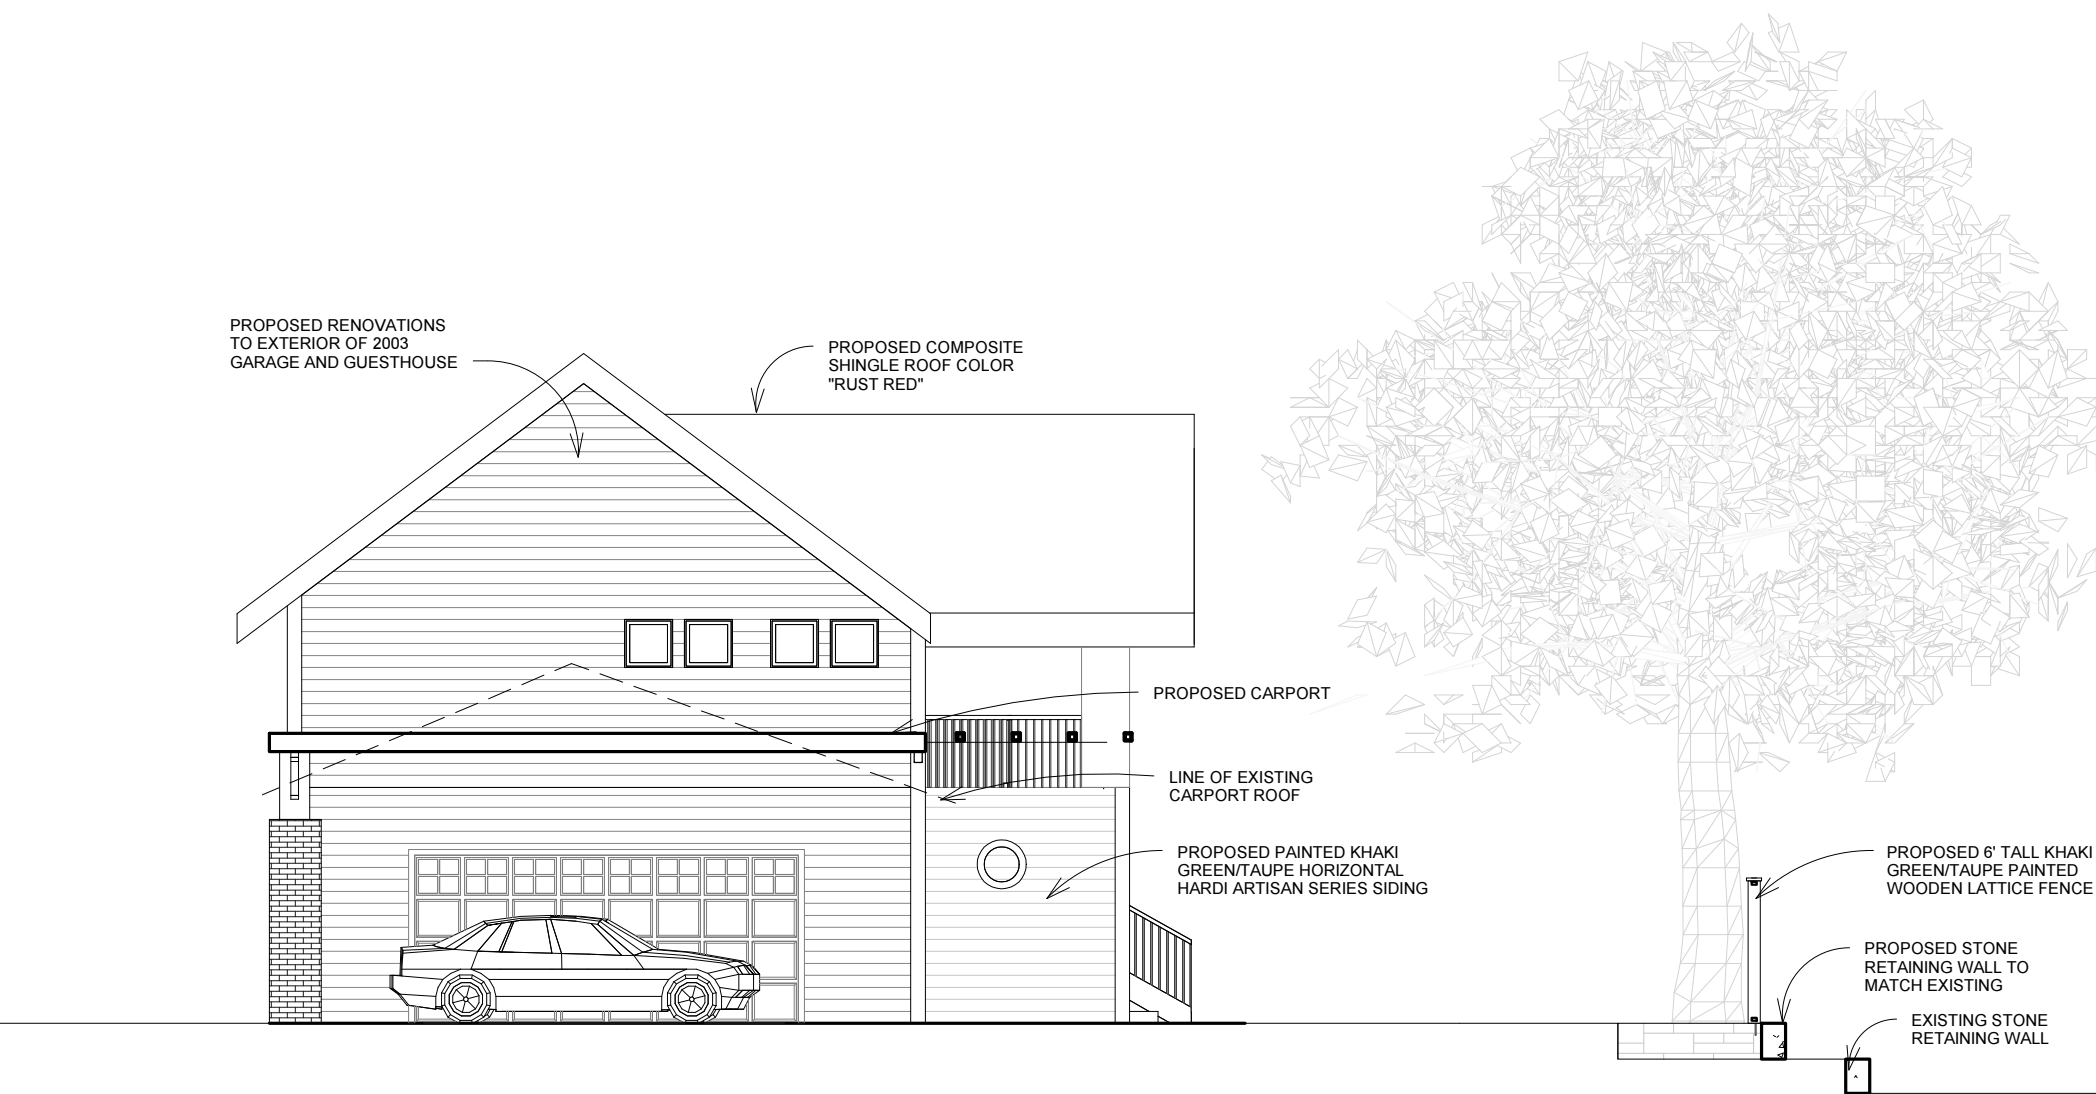 PROPOSED RENOVATIONS
TO EXTERIOR OF 2003
GARAGE AND GUESTHOUSE
PROPOSED COMPOSITE
SHINGLE ROOF COLOR
"RUST RED"
PROPOSED CARPORT
LINE OF EXISTING
CARPORT ROOF
PROPOSED PAINTED KHAKI
GREEN/TAUPE HORIZONTAL
HARDI ARTISAN SERIES SIDING
PROPOSED 6' TALL KHAKI
GREEN/TAUPE PAINTED
WOODEN LATTICE FENCE
PROPOSED STONE
RETAINING WALL TO
MATCH EXISTING
EXISTING STONE
RETAINING WALL